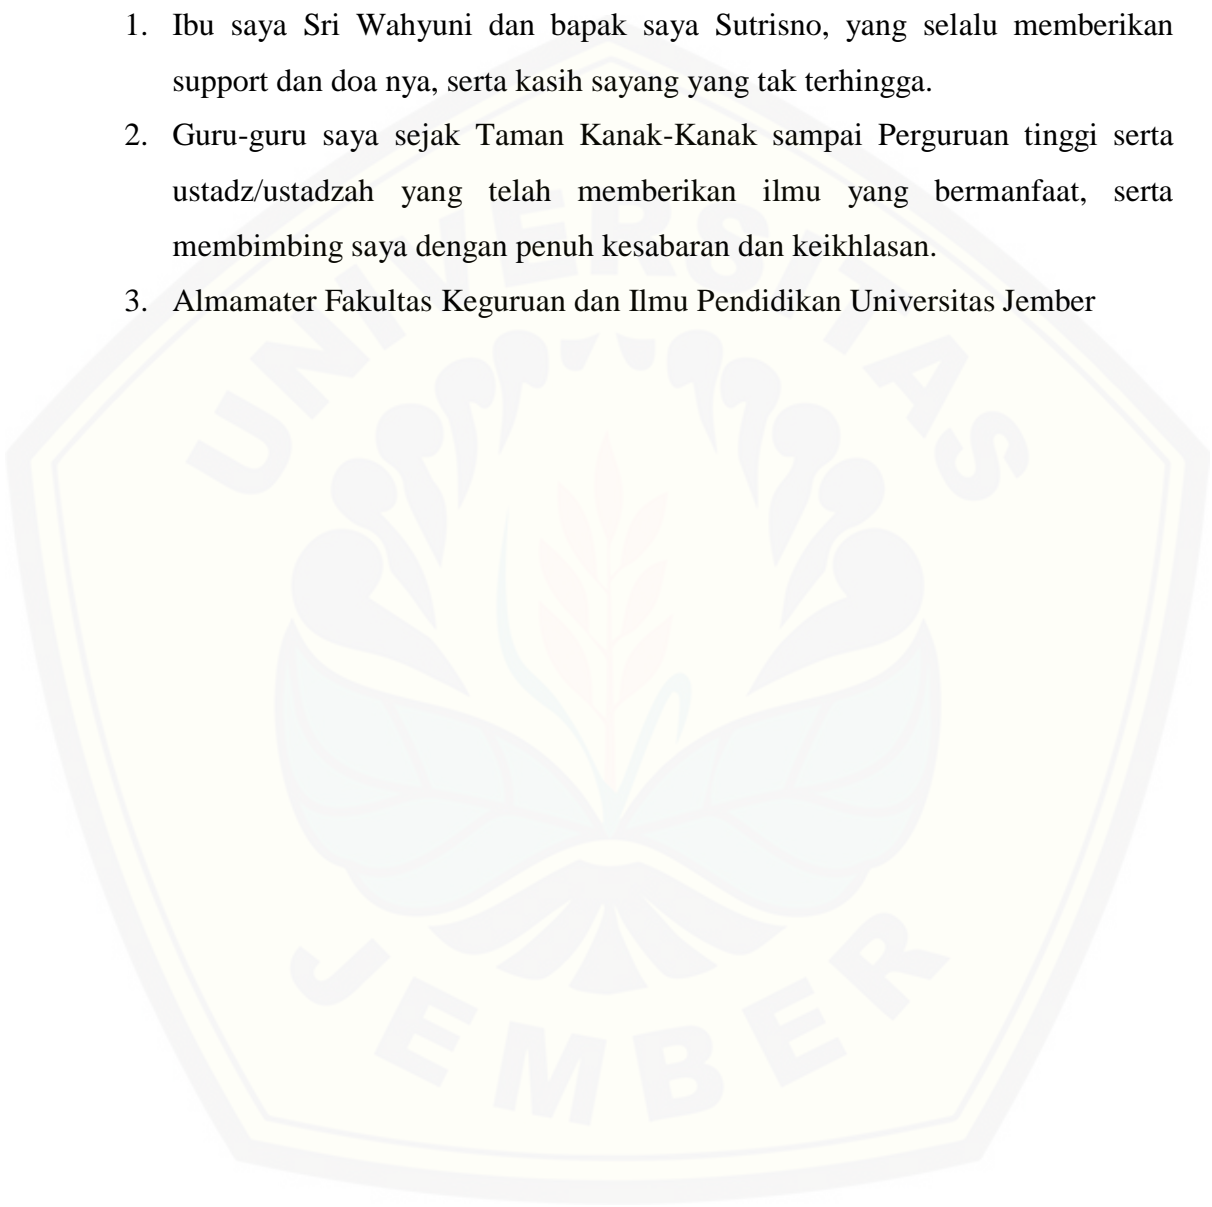 1. Ibu saya Sri Wahyuni dan bapak saya Sutrisno, yang selalu memberikan
support dan doa nya, serta kasih sayang yang tak terhingga.
2. Guru-guru saya sejak Taman Kanak-Kanak sampai Perguruan tinggi serta
ustadz/ustadzah yang telah memberikan ilmu yang bermanfaat, serta
membimbing saya dengan penuh kesabaran dan keikhlasan.
3. Almamater Fakultas Keguruan dan Ilmu Pendidikan Universitas Jember
UNIVERSITAS
JEMBER